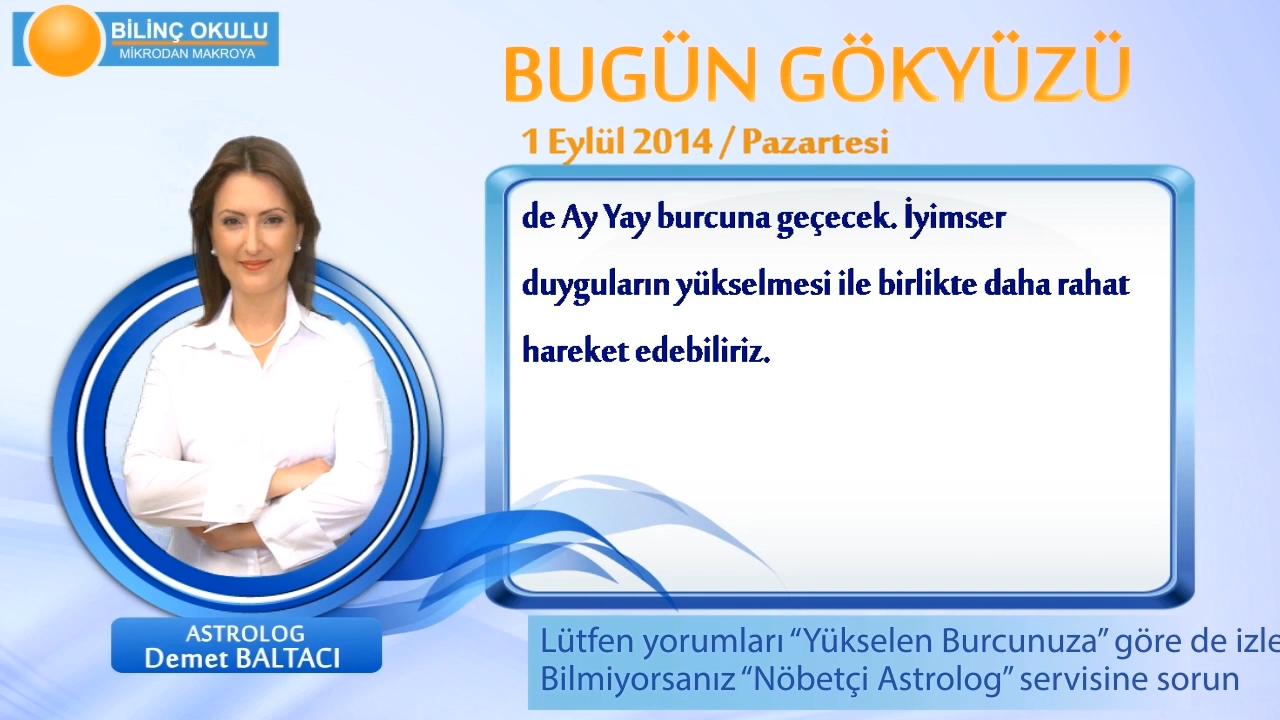 BİLİNÇ OKULU
MİKRODAN MAKROYA
BUGÜN GÖKYÜZÜ
1 Eylül 2014 / Pazartesi
de Ay Yay burcuna geçecek. İyimser
duyguların yükselmesi ile birlikte daha rahat
hareket edebiliriz.
ASTROLOG
Demet BALTACI
Lütfen yorumları “Yükselen Burcunuza” göre de izle
Bilmiyorsanız “Nöbetçi Astrolog” servisine sorun